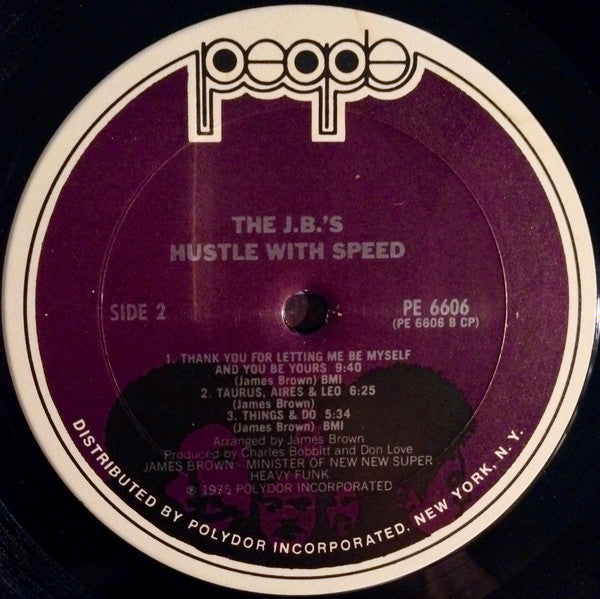 people
THE J.B.'S
HUSTLE WITH SPEED
SIDE 2
PE 6606
(PE 6606 B CP)
1. THANK YOU FOR LETTING ME BE MYSELF
AND YOU BE YOURS 9:40
(James Brown) BMI
2. TAURUS, AIRES & LEO 6:25
(James Brown)
3. THINGS & DO 5:34
(James Brown) BMI
Arranged by James Brown
Produced by Charles Bobbitt and Don Love
JAMES BROWN - MINISTER OF NEW NEW SUPER
HEAVY FUNK
℗ 1975 POLYDOR INCORPORATED
DISTRIBUTED BY POLYDOR INCORPORATED. NEW YORK, N. Y.